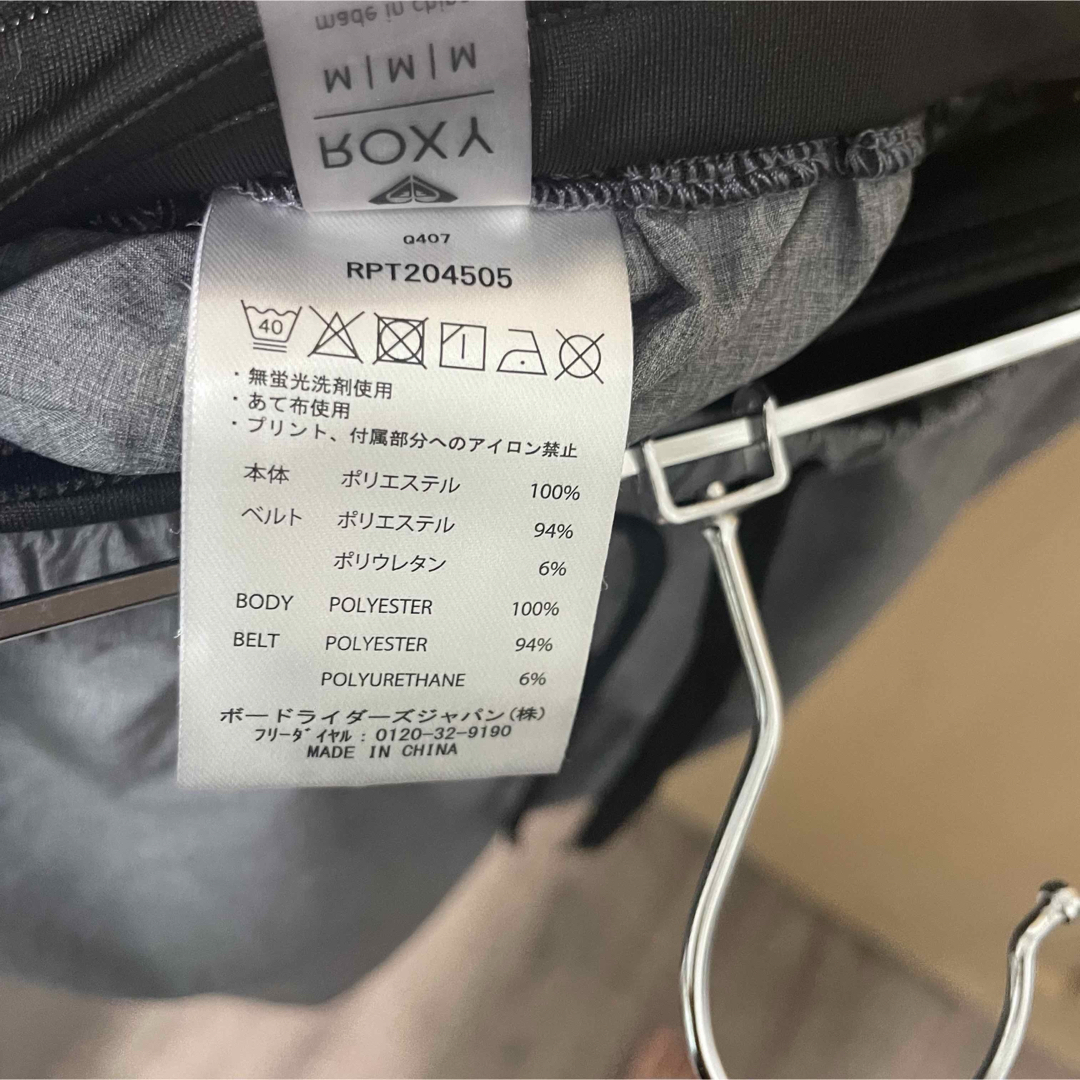 made in china
M | M | M
ROXY
Q407
RPT204505
40
・無蛍光洗剤使用
・あて布使用
・プリント、付属部分へのアイロン禁止
本体 ポリエステル 100%
ベルト ポリエステル 94%
ポリウレタン 6%
BODY POLYESTER 100%
BELT POLYESTER 94%
POLYURETHANE 6%
ボードライダーズジャパン(株)
フリーダイヤル : 0120-32-9190
MADE IN CHINA